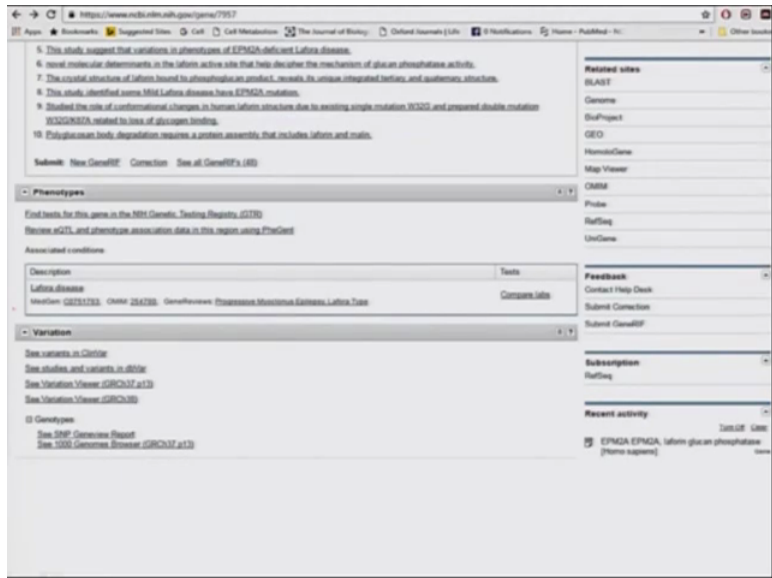 https://www.ncbi.nlm.nih.gov/gene/7957
Apps Bookmarks Suggested Sites Cell Cell Metabolism The Journal of Biology Oxford Journals | Life 0 Notifications Home - PubMed - NC Other bookm
5. This study suggest that variations in phenotypes of EPM2A-deficient Lafora disease.
6. novel molecular determinants in the laforin active site that help decipher the mechanism of glucan phosphatase activity.
7. The crystal structure of laforin bound to phosphoglucan product, reveals its unique integrated tertiary and quaternary structure.
8. This study identified some Mild Lafora disease have EPM2A mutation.
9. Studied the role of conformational changes in human laforin structure due to existing single mutation W32G and prepared double mutation
W32G/K87A related to loss of glycogen binding.
10. Polyglucosan body degradation requires a protein assembly that includes laforin and malin.
Submit: New GeneRIF Correction See all GeneRIFs (48)
Phenotypes
Find tests for this gene in the NIH Genetic Testing Registry (GTR)
Review eQTL and phenotype association data in this region using PheGenI
Associated conditions
Description Tests
Lafora disease
MedGen: C0751783, OMIM: 254780, GeneReviews: Progressive Myoclonus Epilepsy, Lafora Type
Compare labs
Variation
See variants in ClinVar
See studies and variants in dbVar
See Variation Viewer (GRCh37.p13)
See Variation Viewer (GRCh38)
Genotypes
See SNP Geneview Report
See 1000 Genomes Browser (GRCh37.p13)
Related sites
BLAST
Genome
BioProject
GEO
HomoloGene
Map Viewer
OMIM
Probe
RefSeq
UniGene
Feedback
Contact Help Desk
Submit Correction
Submit GeneRIF
Subscription
RefSeq
Recent activity
Turn Off Clear
EPM2A EPM2A, laforin glucan phosphatase
[Homo sapiens]
Gene